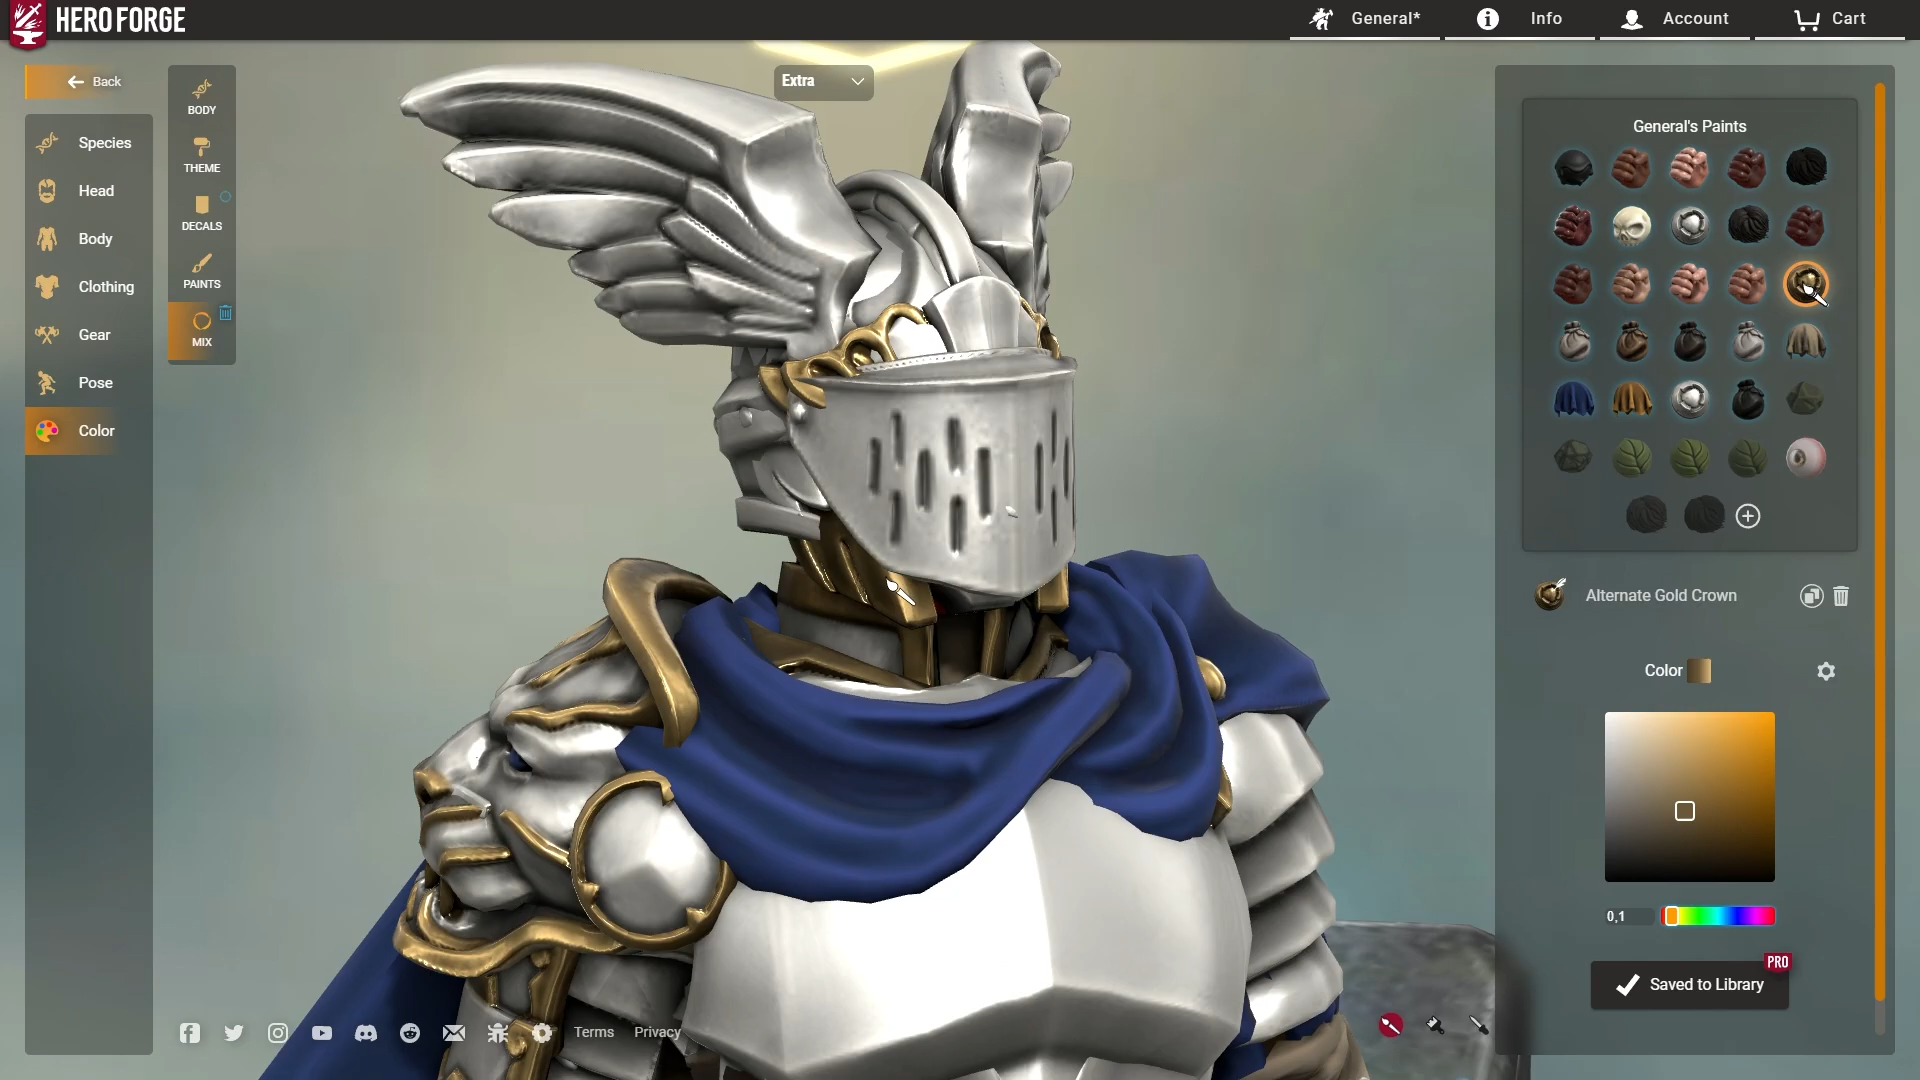 HERO FORGE
General*
Info
Account
Cart
Back
Species
Head
Body
Clothing
Gear
Pose
Color
BODY
THEME
DECALS
PAINTS
MIX
Extra
General's Paints
Alternate Gold Crown
Color
0,1
PRO
Saved to Library
Terms
Privacy